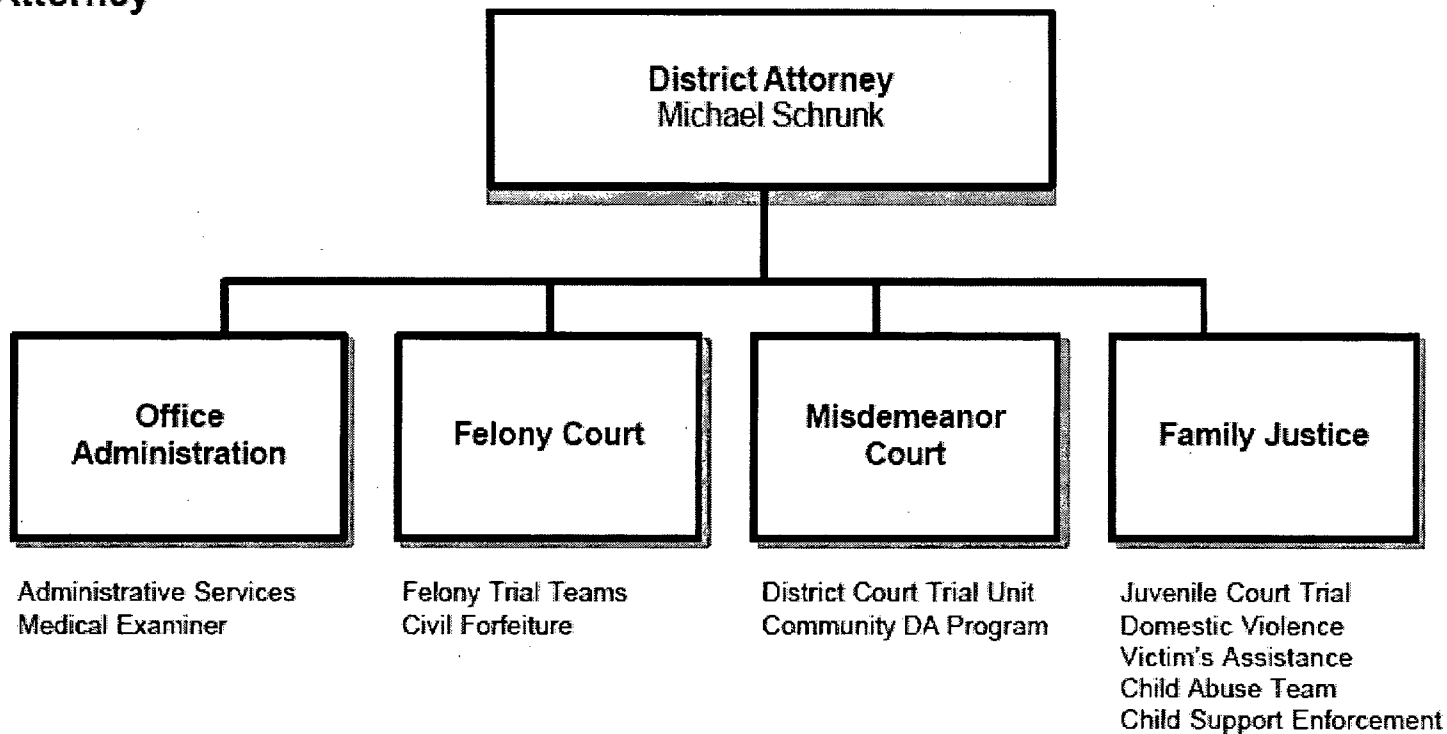 District Attorney
Michael Schrunk
Office
Administration
Felony Court
Misdemeanor
Court
Family Justice
Administrative Services
Medical Examiner
Felony Trial Teams
Civil Forfeiture
District Court Trial Unit
Community DA Program
Juvenile Court Trial
Domestic Violence
Victim's Assistance
Child Abuse Team
Child Support Enforcement